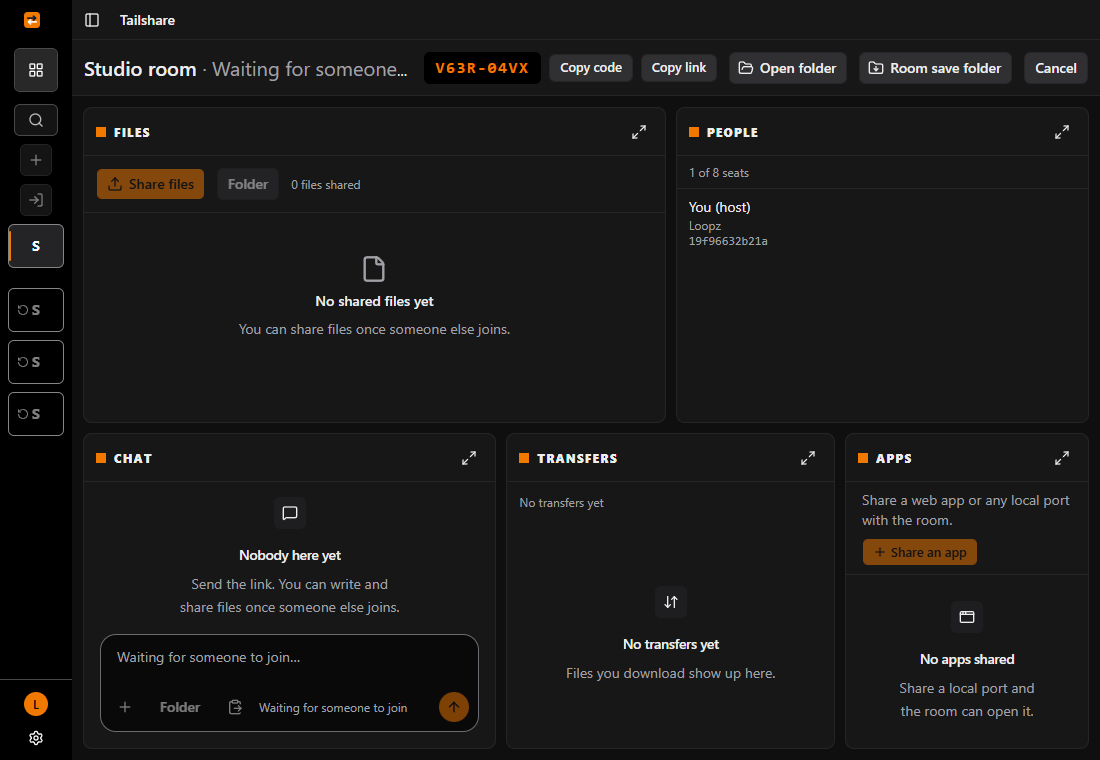 Tailshare
Studio room · Waiting for someone...
V63R-04VX
Copy code
Copy link
Open folder
Room save folder
Cancel
S
S
S
S
L
FILES
Share files
Folder
0 files shared
No shared files yet
You can share files once someone else joins.
PEOPLE
1 of 8 seats
You (host)
Loopz
19f96632b21a
CHAT
Nobody here yet
Send the link. You can write and
share files once someone else joins.
Waiting for someone to join...
Folder
Waiting for someone to join
TRANSFERS
No transfers yet
No transfers yet
Files you download show up here.
APPS
Share a web app or any local port
with the room.
Share an app
No apps shared
Share a local port and
the room can open it.